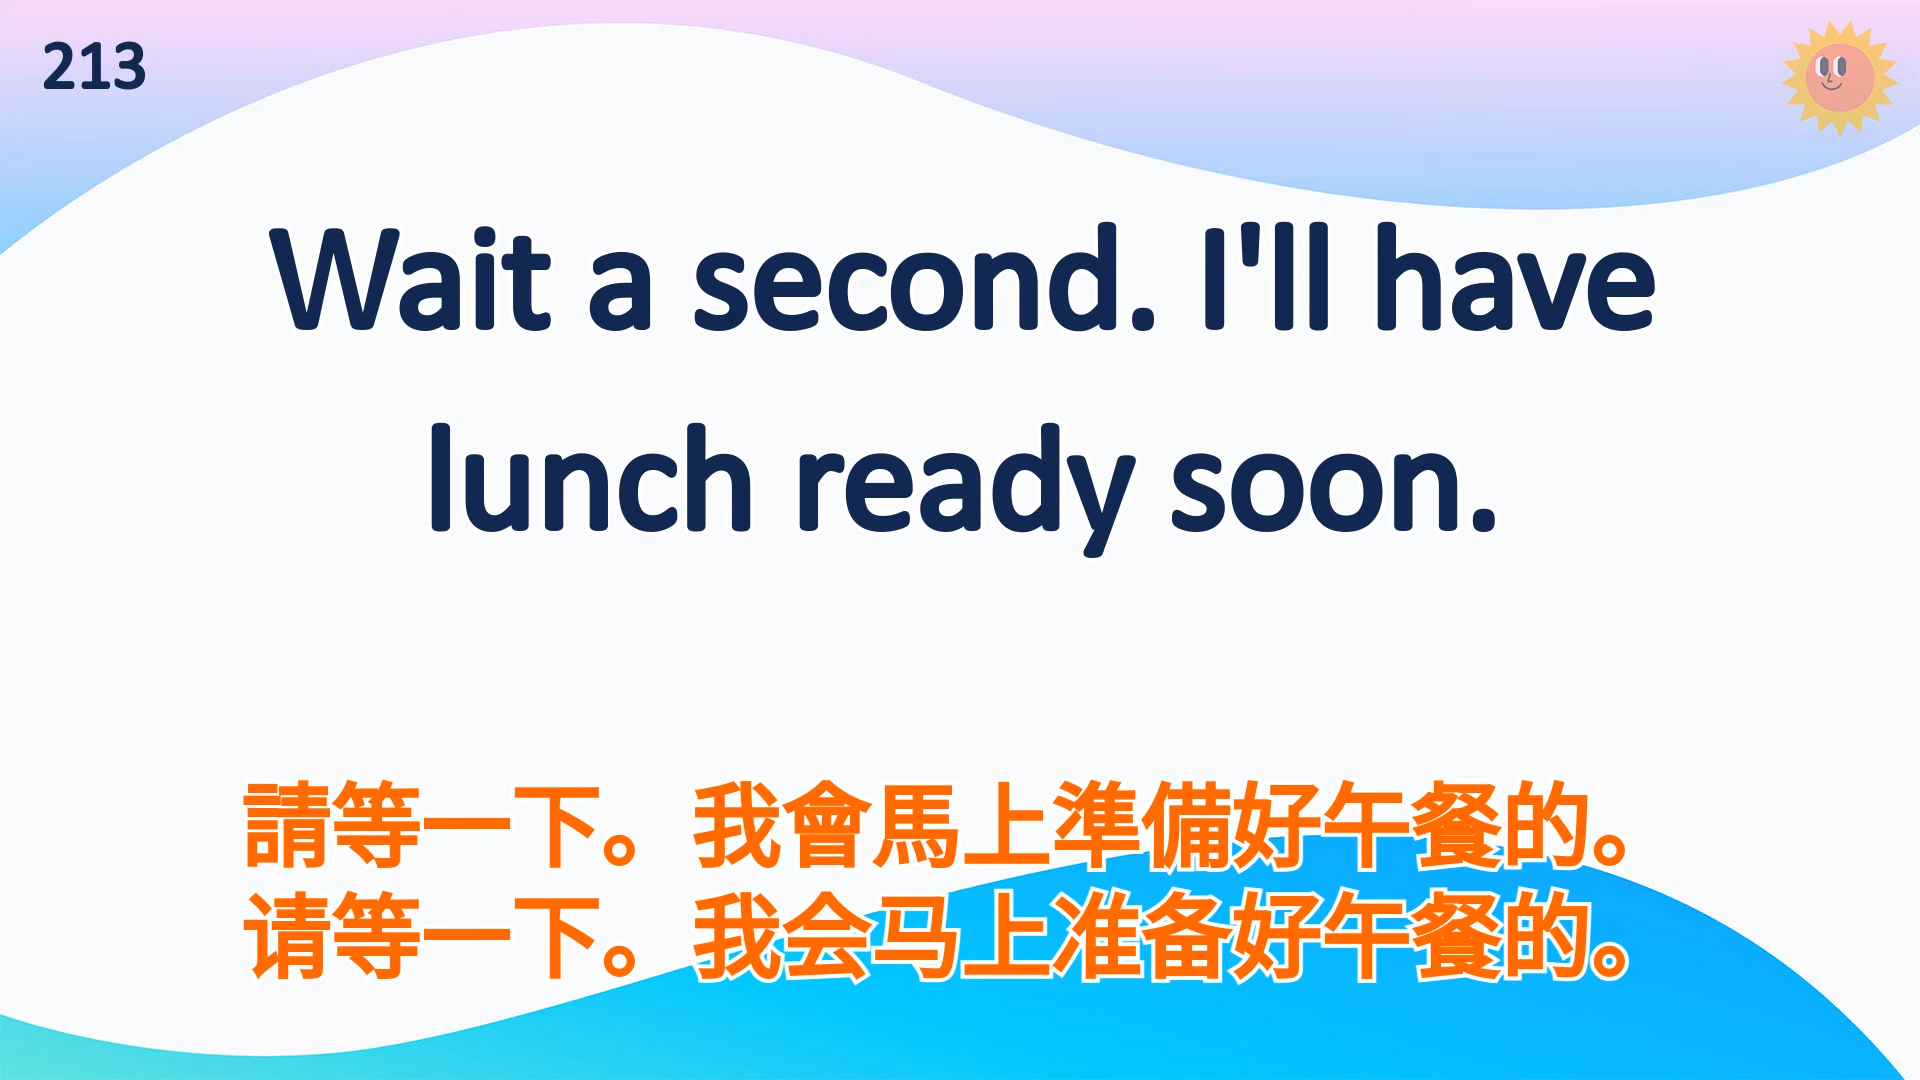 213
Wait a second. I'll have
lunch ready soon.
請等一下。我會馬上準備好午餐的。
请等一下。我会马上准备好午餐的。